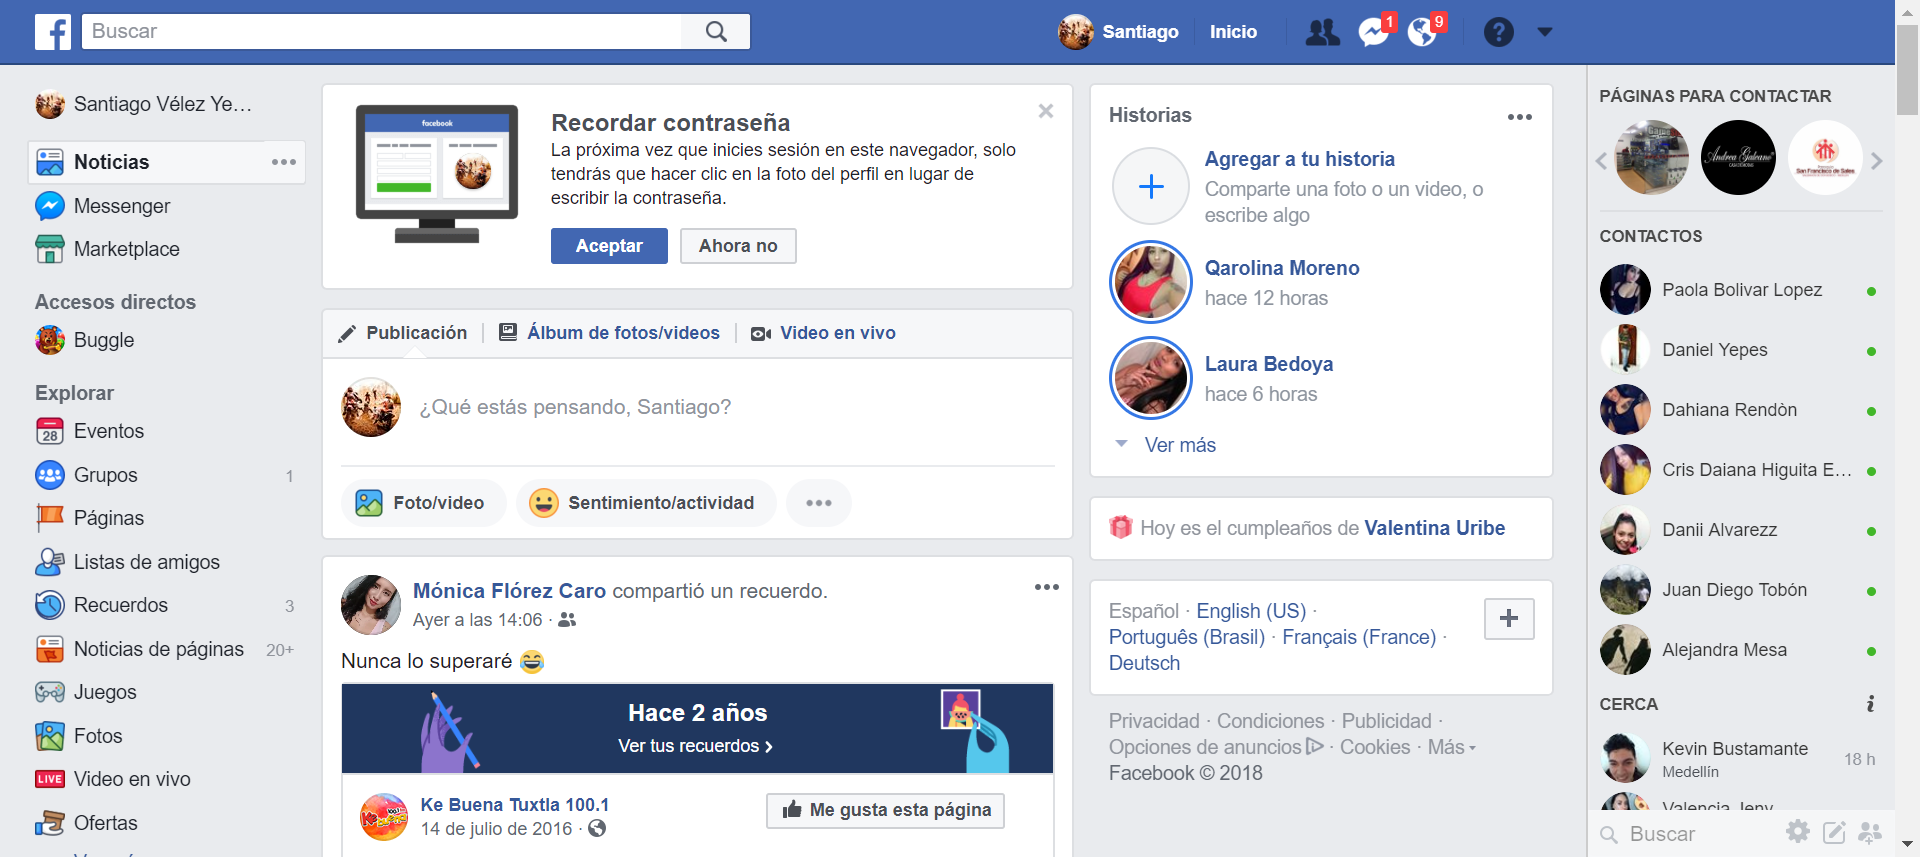 Buscar
Santiago
Inicio
1
9
Santiago Vélez Ye...
Noticias
Messenger
Marketplace
Accesos directos
Buggle
Explorar
28
Eventos
Grupos 1
Páginas
Listas de amigos
Recuerdos 3
Noticias de páginas 20+
Juegos
Fotos
LIVE
Video en vivo
Ofertas
facebook
Recordar contraseña
La próxima vez que inicies sesión en este navegador, solo
tendrás que hacer clic en la foto del perfil en lugar de
escribir la contraseña.
Aceptar
Ahora no
Publicación
Álbum de fotos/videos
Video en vivo
¿Qué estás pensando, Santiago?
Foto/video
Sentimiento/actividad
Mónica Flórez Caro compartió un recuerdo.
Ayer a las 14:06 ·
Nunca lo superaré
Hace 2 años
Ver tus recuerdos
Ke Buena Tuxtla 100.1
14 de julio de 2016 ·
Me gusta esta página
Historias
Agregar a tu historia
Comparte una foto o un video, o
escribe algo
Qarolina Moreno
hace 12 horas
Laura Bedoya
hace 6 horas
Ver más
Hoy es el cumpleaños de Valentina Uribe
Español · English (US) ·
Português (Brasil) · Français (France) ·
Deutsch
Privacidad · Condiciones · Publicidad ·
Opciones de anuncios · Cookies · Más
Facebook © 2018
PÁGINAS PARA CONTACTAR
Andrea Galeano
San Francisco de Sales
CONTACTOS
Paola Bolivar Lopez
Daniel Yepes
Dahiana Rendòn
Cris Daiana Higuita E...
Danii Alvarezz
Juan Diego Tobón
Alejandra Mesa
CERCA
Kevin Bustamante
Medellín
18 h
Valencia Jeny
Buscar